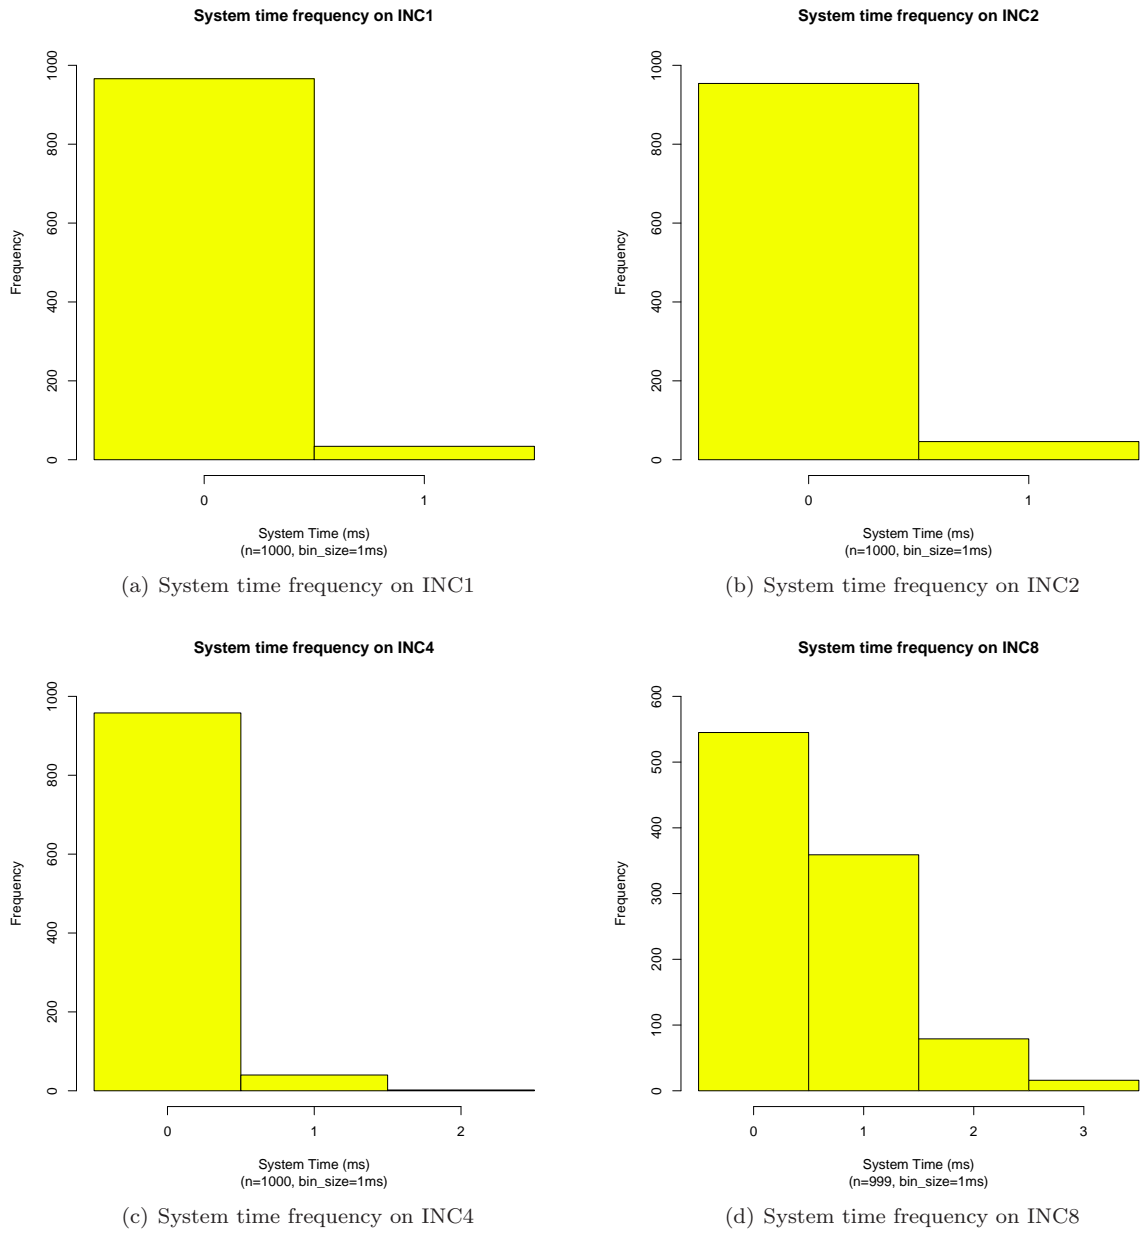 System time frequency on INC1
Frequency
0
200
400
600
800
1000
0 1
System Time (ms)
(n=1000, bin_size=1ms)
(a) System time frequency on INC1
System time frequency on INC2
Frequency
0
200
400
600
800
1000
0 1
System Time (ms)
(n=1000, bin_size=1ms)
(b) System time frequency on INC2
System time frequency on INC4
Frequency
0
200
400
600
800
1000
0 1 2
System Time (ms)
(n=1000, bin_size=1ms)
(c) System time frequency on INC4
System time frequency on INC8
Frequency
0
100
200
300
400
500
600
0 1 2 3
System Time (ms)
(n=999, bin_size=1ms)
(d) System time frequency on INC8